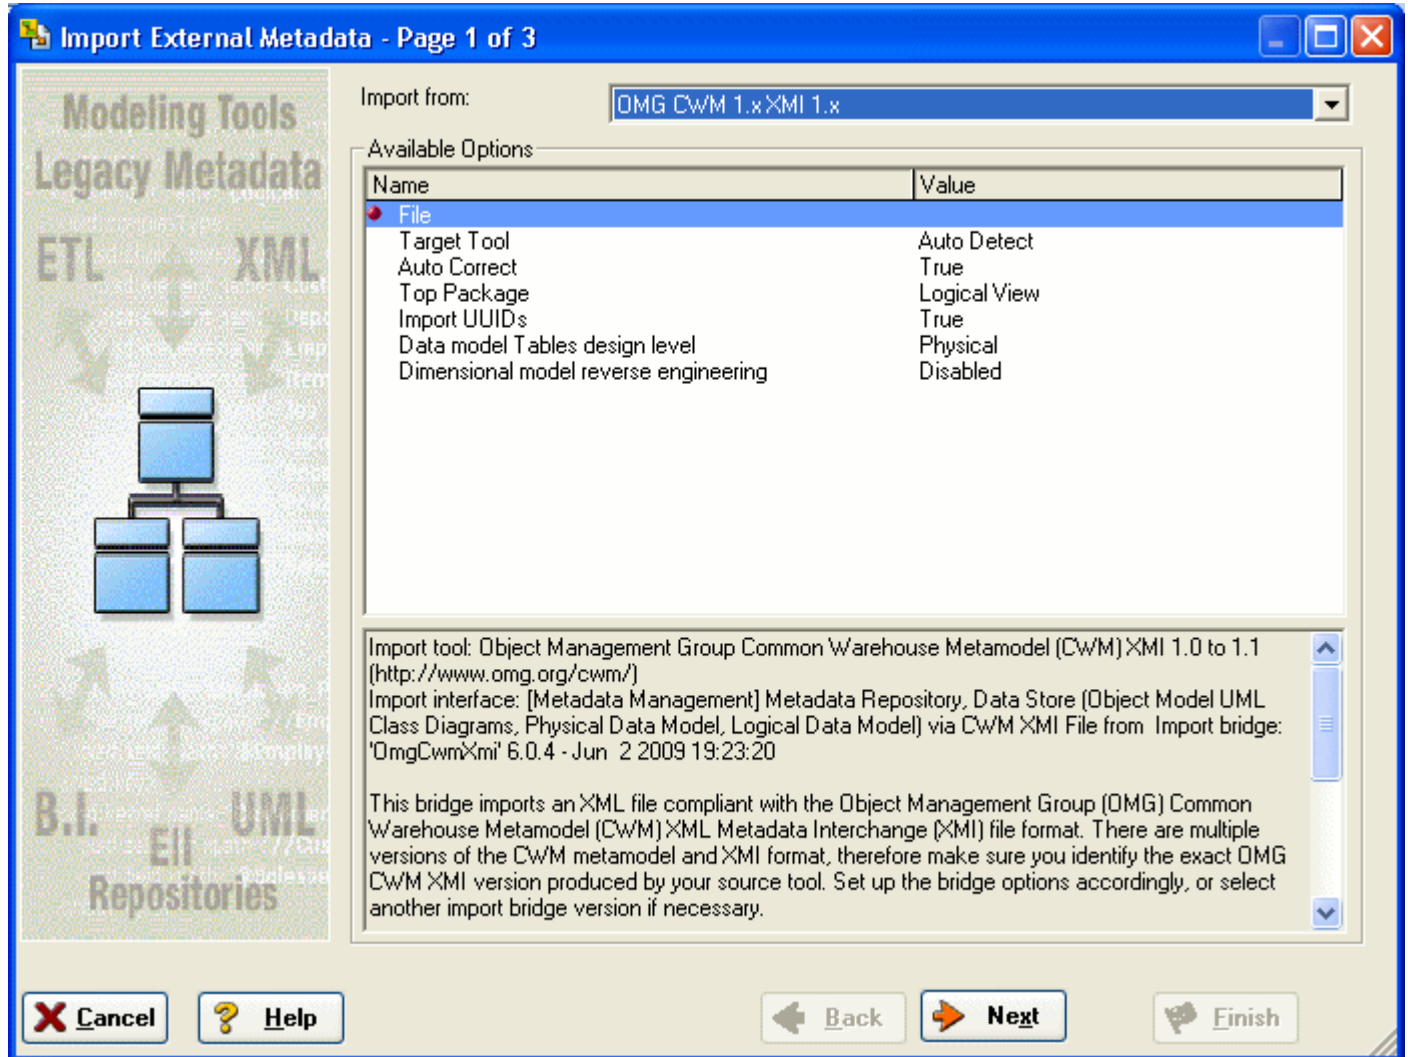 Import External Metadata - Page 1 of 3
Modeling Tools
Legacy Metadata
ETL XML
B.I. UML
EII
Repositories
Import from: OMG CWM 1.x XMI 1.x
Available Options
Name Value
File
Target Tool Auto Detect
Auto Correct True
Top Package Logical View
Import UUIDs True
Data model Tables design level Physical
Dimensional model reverse engineering Disabled
Import tool: Object Management Group Common Warehouse Metamodel (CWM) XMI 1.0 to 1.1
(http://www.omg.org/cwm/)
Import interface: [Metadata Management] Metadata Repository, Data Store (Object Model UML
Class Diagrams, Physical Data Model, Logical Data Model) via CWM XMI File from  Import bridge:
'OmgCwmXmi' 6.0.4 - Jun  2 2009 19:23:20
This bridge imports an XML file compliant with the Object Management Group (OMG) Common
Warehouse Metamodel (CWM) XML Metadata Interchange (XMI) file format. There are multiple
versions of the CWM metamodel and XMI format, therefore make sure you identify the exact OMG
CWM XMI version produced by your source tool. Set up the bridge options accordingly, or select
another import bridge version if necessary.
Cancel Help Back Next Finish